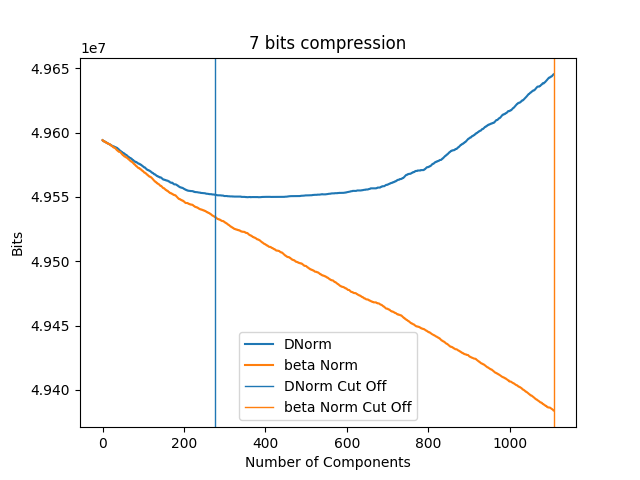 7 bits compression
1e7
4.965
4.960
4.955
4.950
4.945
4.940
Bits
DNorm
beta Norm
DNorm Cut Off
beta Norm Cut Off
0 200 400 600 800 1000
Number of Components